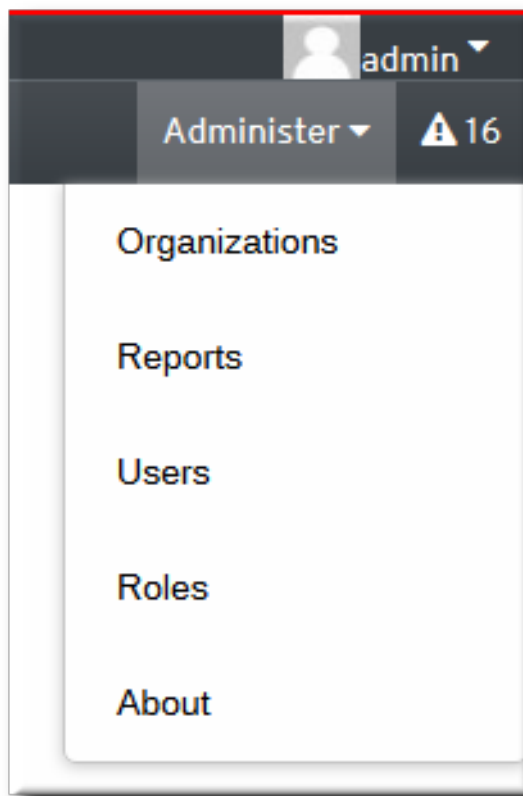 admin
Administer 16
Organizations
Reports
Users
Roles
About